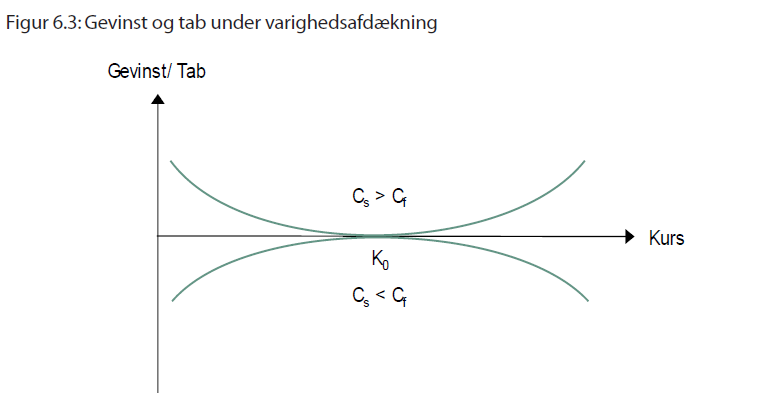 Figur 6.3: Gevinst og tab under varighedsafdækning
Gevinst/ Tab
Cs > Cf
Kurs
K0
Cs < Cf